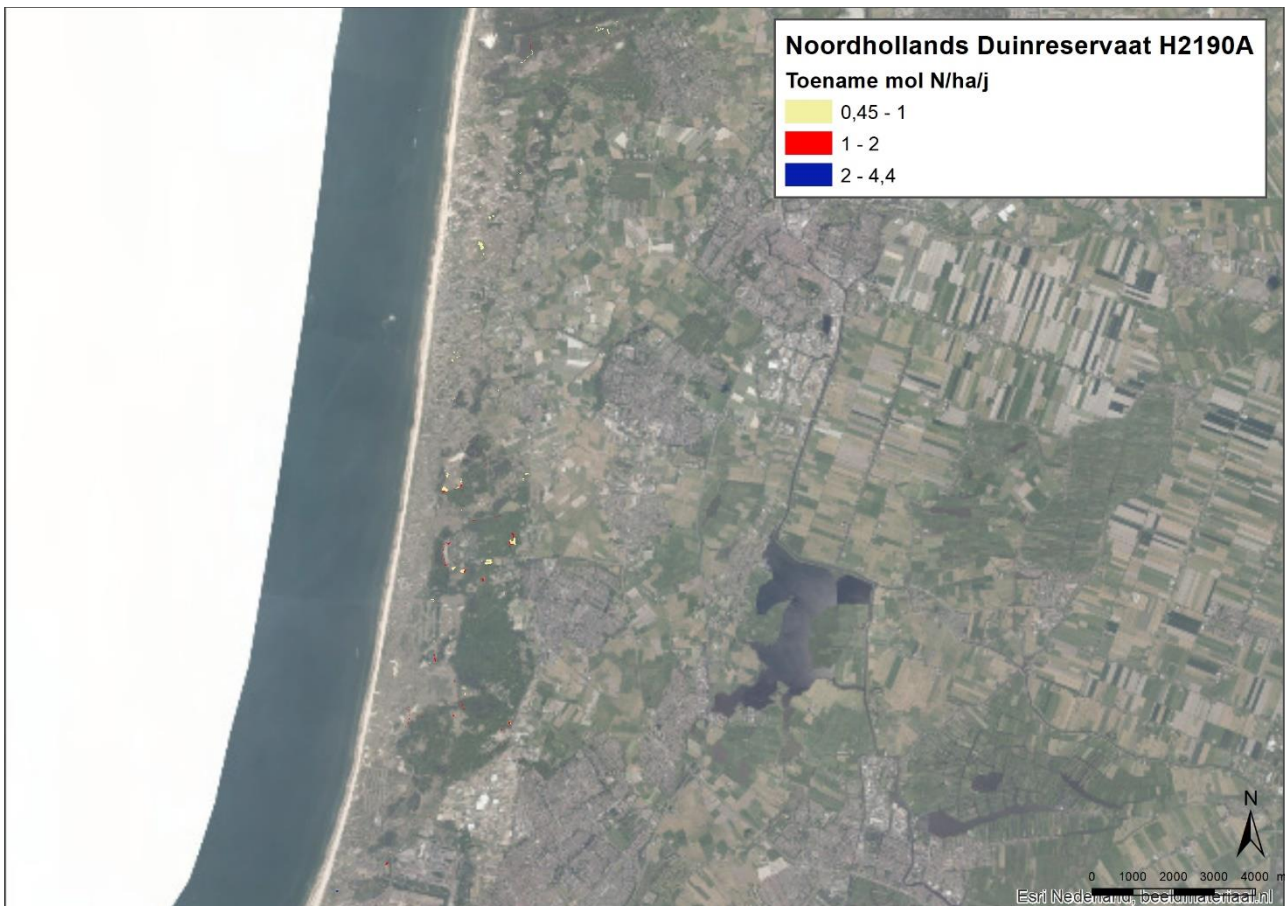 Noordhollands Duinreservaat H2190A
Toename mol N/ha/j
0,45 - 1
1 - 2
2 - 4,4
N
0 1000 2000 3000 4000 m
Esri Nederland, beeldmateriaal.nl